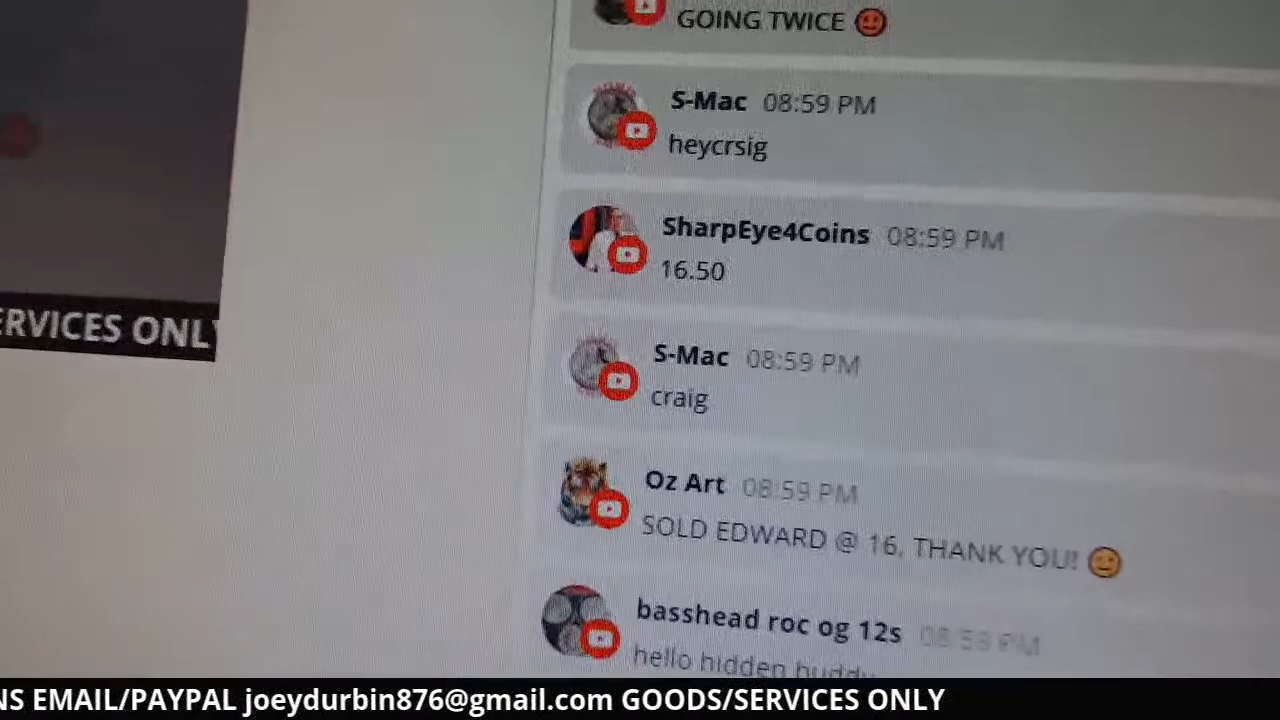 GOING TWICE
S-Mac 08:59 PM
heycrsig
SharpEye4Coins 08:59 PM
16.50
S-Mac 08:59 PM
craig
Oz Art 08:59 PM
SOLD EDWARD @ 16, THANK YOU!
basshead roc og 12s 08:59 PM
hello hidden buddy
ERVICES ONLY
NS EMAIL/PAYPAL joeydurbin876@gmail.com GOODS/SERVICES ONLY